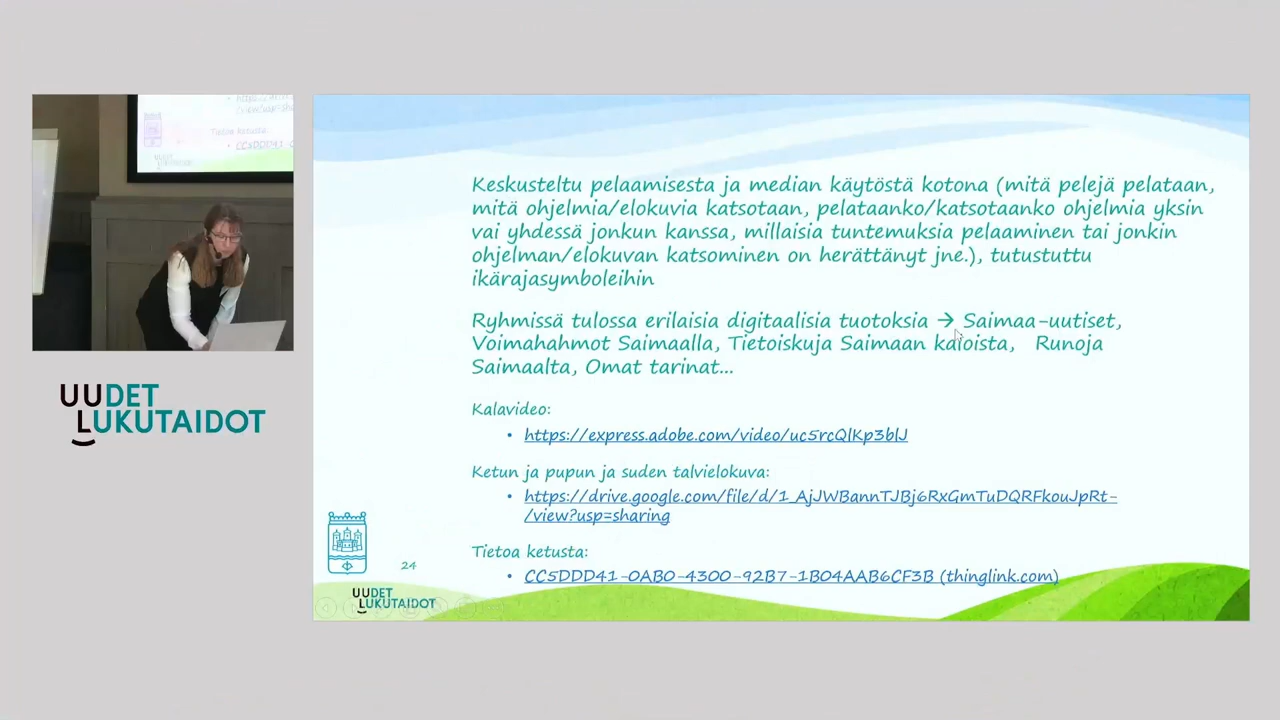 Keskusteltu pelaamisesta ja median käytöstä kotona (mitä pelejä pelataan,
mitä ohjelmia/elokuvia katsotaan, pelataanko/katsotaanko ohjelmia yksin
vai yhdessä jonkun kanssa, millaisia tuntemuksia pelaaminen tai jonkin
ohjelman/elokuvan katsominen on herättänyt jne.), tutustuttu
ikärajasymboleihin
Ryhmissä tulossa erilaisia digitaalisia tuotoksia → Saimaa-uutiset,
Voimahahmot Saimaalla, Tietoiskuja Saimaan kaloista, Runoja
Saimaalta, Omat tarinat...
Kalavideo:
• https://express.adobe.com/video/uc5rcQlKp3blJ
Ketun ja pupun ja suden talvielokuva:
• https://drive.google.com/file/d/1_AjJWBannTJBj6RxGmTuDQRFkouJpRt-
/view?usp=sharing
Tietoa ketusta:
• CC5DDD41-0AB0-4300-92B7-1B04AAB6CF3B (thinglink.com)
24
UUDET
LUKUTAIDOT
UUDET
LUKUTAIDOT
Tietoa ketusta: